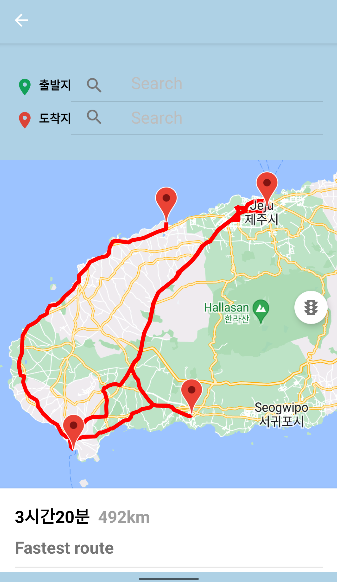 출발지 Search
도착지 Search
Jeju
제주시
Hallasan
한라산
Seogwipo
서귀포시
3시간20분 492km
Fastest route